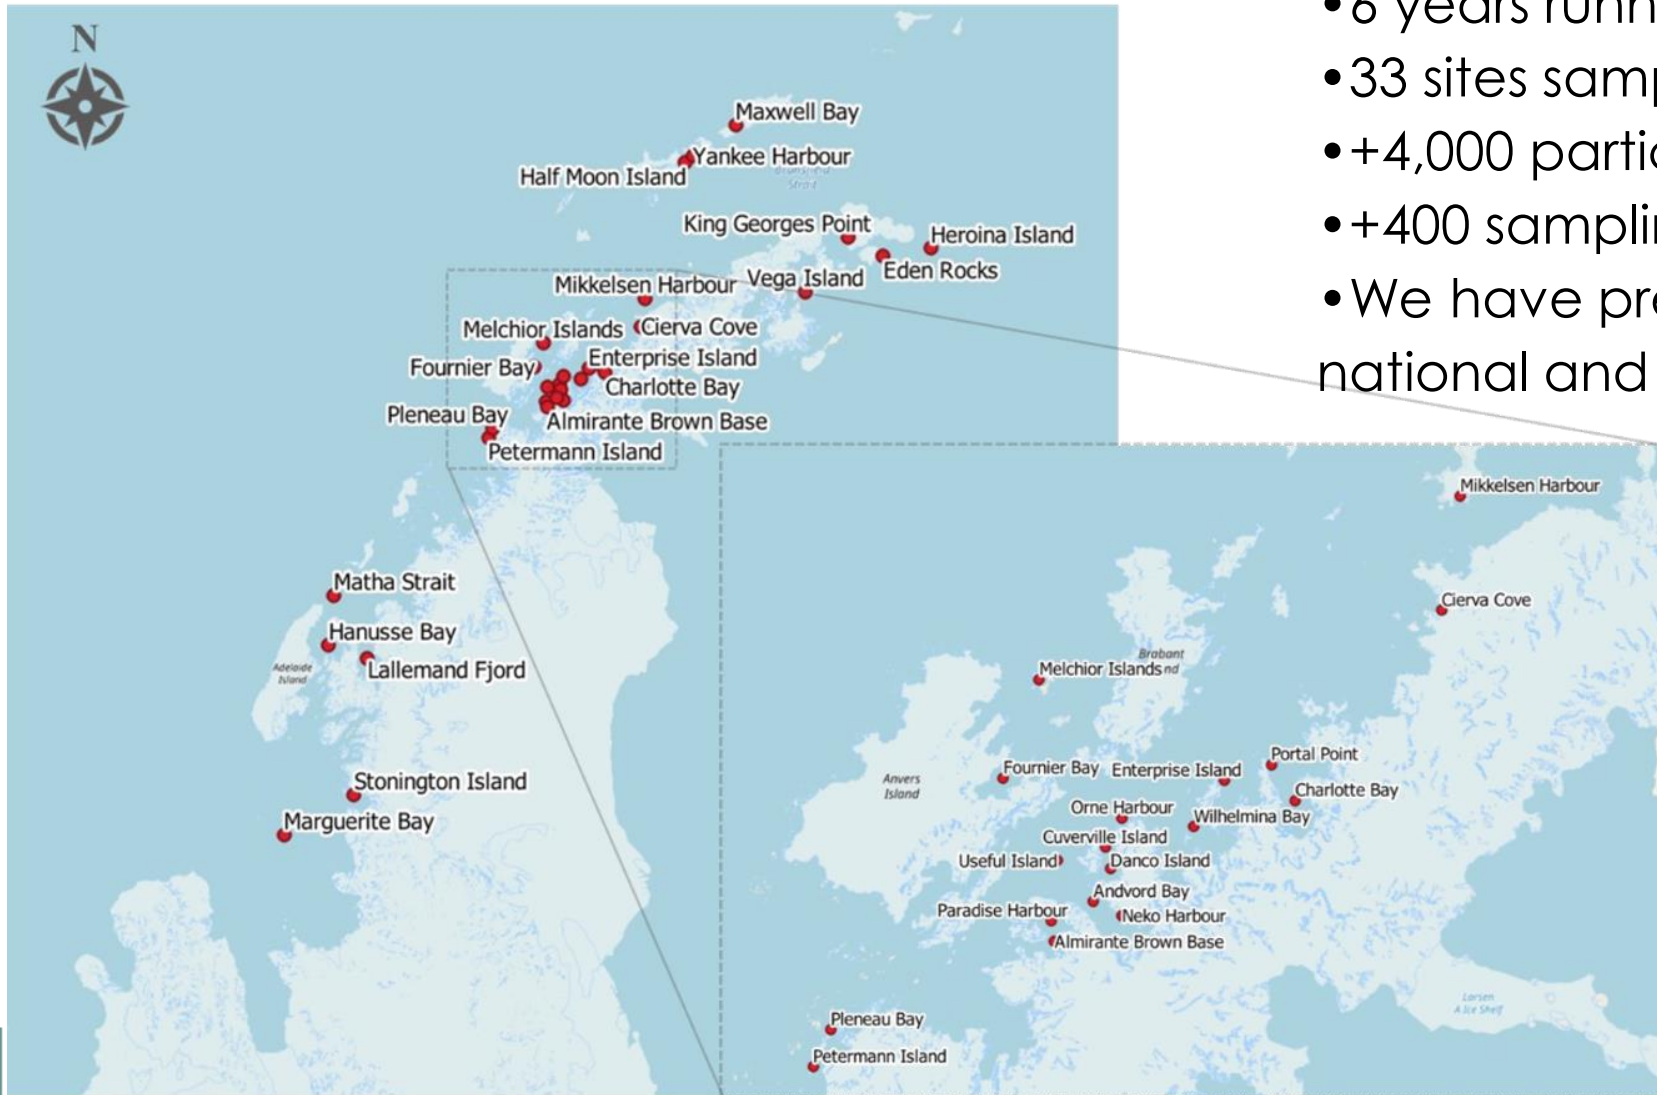 •6 years runn
•33 sites samp
•+4,000 partic
•+400 samplin
•We have pre
national and
N
Maxwell Bay
Yankee Harbour
Half Moon Island
Strait
King Georges Point
Heroina Island
Eden Rocks
Vega Island
Mikkelsen Harbour
Cierva Cove
Melchior Islands
Enterprise Island
Fournier Bay
Charlotte Bay
Pleneau Bay
Almirante Brown Base
Petermann Island
Matha Strait
Hanusse Bay
Lallemand Fjord
Adelaide
Island
Stonington Island
Marguerite Bay
Mikkelsen Harbour
Cierva Cove
Brabant
nd
Melchior Islands
Portal Point
Fournier Bay
Enterprise Island
Anvers
Island
Charlotte Bay
Orne Harbour
Wilhelmina Bay
Cuverville Island
Useful Island
Danco Island
Andvord Bay
Paradise Harbour
Neko Harbour
Almirante Brown Base
Larsen
A Ice Shelf
Pleneau Bay
Petermann Island